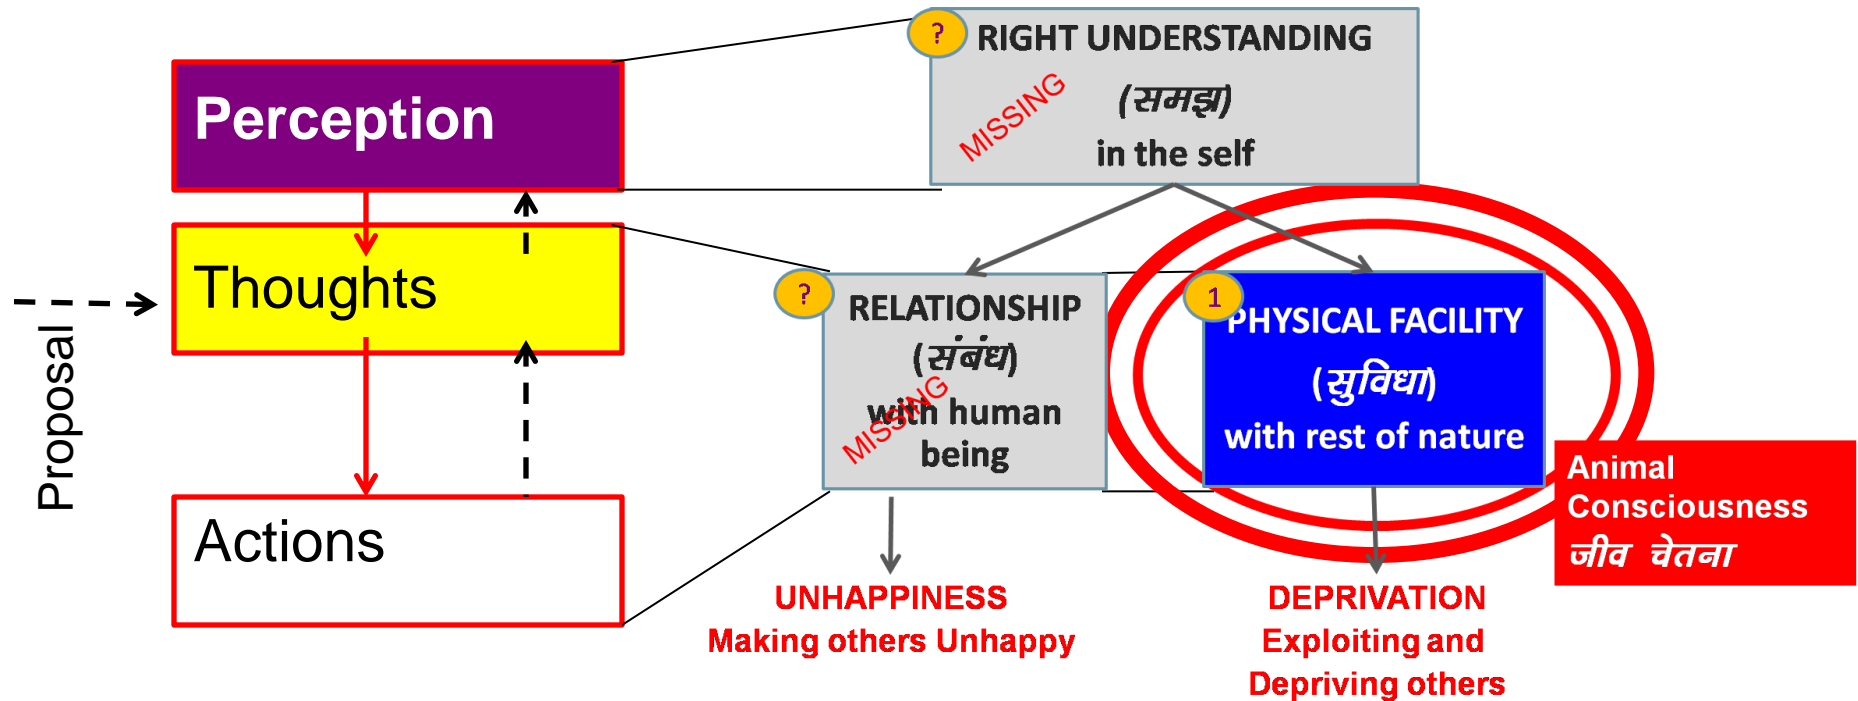 Perception
Thoughts
Actions
Proposal
?
RIGHT UNDERSTANDING
(समझ)
in the self
MISSING
?
RELATIONSHIP
(संबंध)
with human
being
MISSING
1
PHYSICAL FACILITY
(सुविधा)
with rest of nature
Animal
Consciousness
जीव चेतना
UNHAPPINESS
Making others Unhappy
DEPRIVATION
Exploiting and
Depriving others